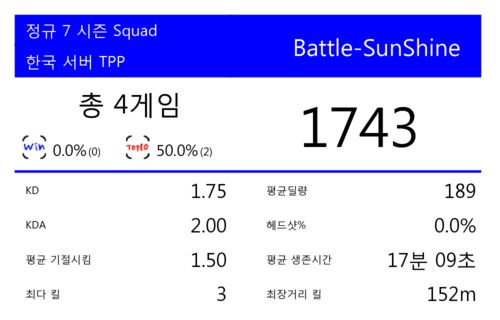 정규 7 시즌 Squad
한국 서버 TPP
Battle-SunShine
총 4게임
1743
Win 0.0%(0) TOP10 50.0%(2)
KD 1.75
평균딜량 189
KDA 2.00
헤드샷% 0.0%
평균 기절시킴 1.50
평균 생존시간 17분 09초
최다 킬 3
최장거리 킬 152m